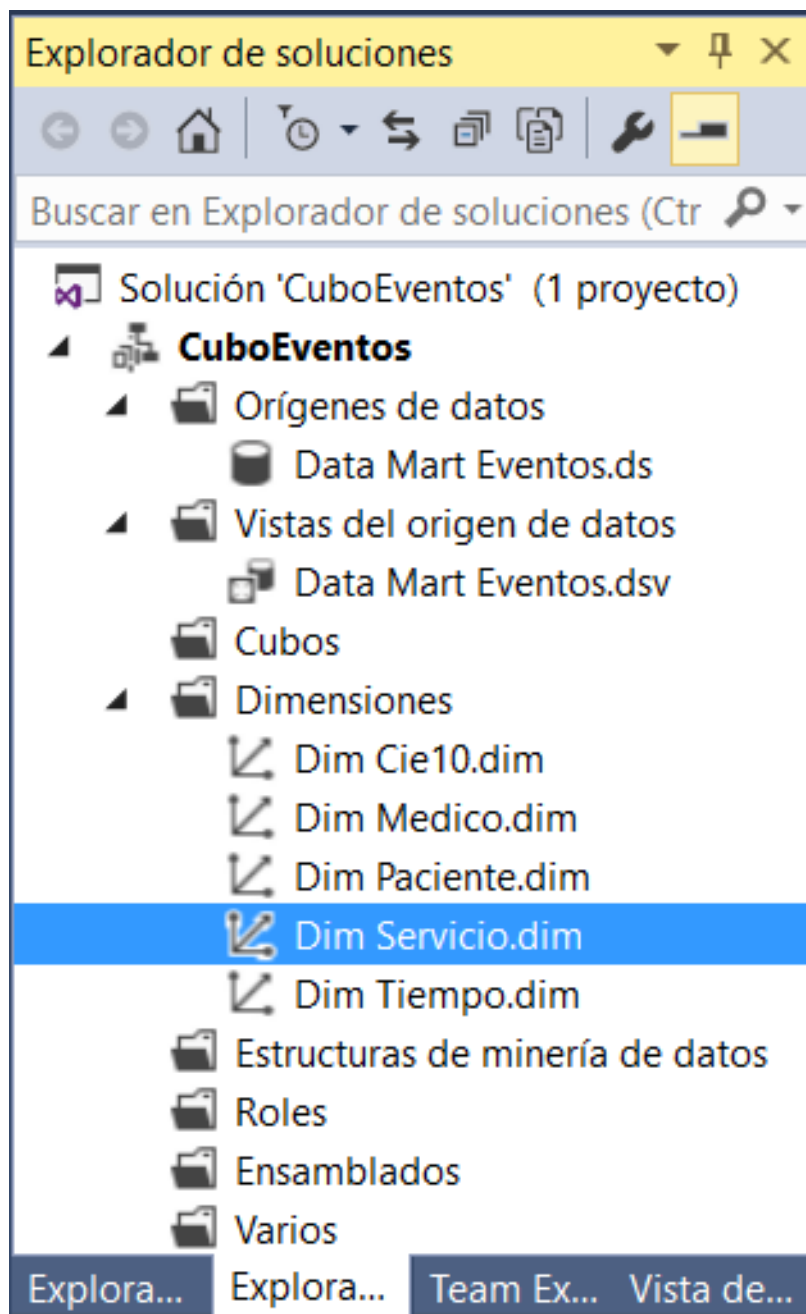 Explorador de soluciones
Buscar en Explorador de soluciones (Ctr
Solución 'CuboEventos' (1 proyecto)
CuboEventos
Orígenes de datos
Data Mart Eventos.ds
Vistas del origen de datos
Data Mart Eventos.dsv
Cubos
Dimensiones
Dim Cie10.dim
Dim Medico.dim
Dim Paciente.dim
Dim Servicio.dim
Dim Tiempo.dim
Estructuras de minería de datos
Roles
Ensamblados
Varios
Explora... Explora... Team Ex... Vista de...